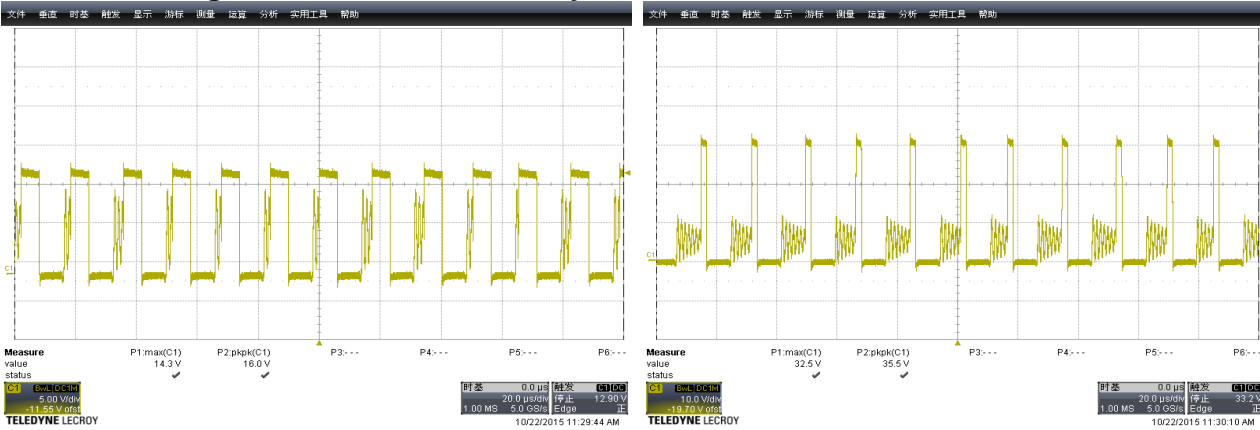 文件 垂直 时基 触发 显示 游标 测量 运算 分析 实用工具 帮助
C1
Measure P1:max(C1) P2:pkpk(C1) P3:- - - P4:- - - P5:- - - P6:- - -
value 14.3 V 16.0 V
status
C1 BwL DC1M
5.00 V/div
-11.55 V ofst
时基 0.0 µs
20.0 µs/div
1.00 MS 5.0 GS/s
触发 C1 DC
停止 12.90 V
Edge 正
TELEDYNE LECROY
10/22/2015 11:29:44 AM
文件 垂直 时基 触发 显示 游标 测量 运算 分析 实用工具 帮助
C1
Measure P1:max(C1) P2:pkpk(C1) P3:- - - P4:- - - P5:- - - P6:- -
value 32.5 V 35.5 V
status
C1 BwL DC1M
10.0 V/div
-19.70 V ofst
时基 0.0 µs
20.0 µs/div
1.00 MS 5.0 GS/s
触发 C1 DC
停止 33.2 V
Edge 正
TELEDYNE LECROY
10/22/2015 11:30:10 AM